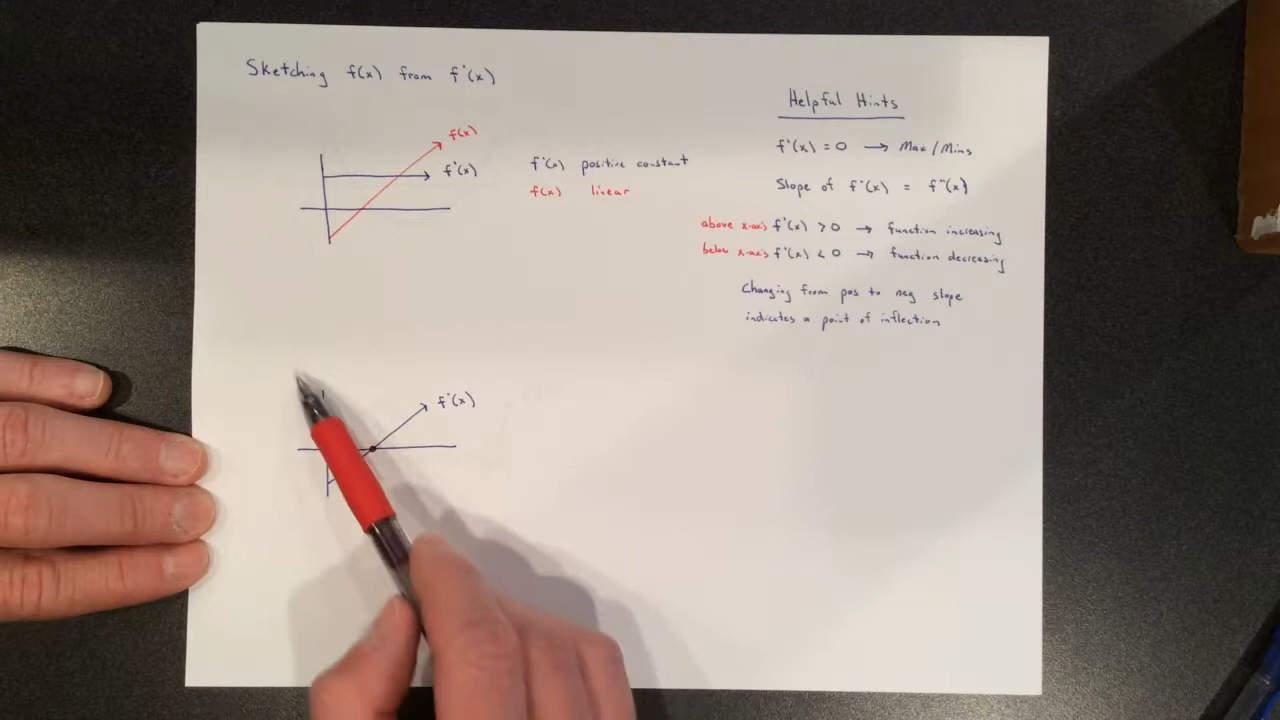 Sketching f(x) from f'(x)
f(x)
f'(x)
f'(x) positive constant
f(x) linear
Helpful Hints
f'(x) = 0 → Max/Mins
Slope of f'(x) = f"(x)
above x-axis f'(x) > 0 → function increasing
below x-axis f'(x) < 0 → function decreasing
Changing from pos to neg slope
indicates a point of inflection
f'(x)